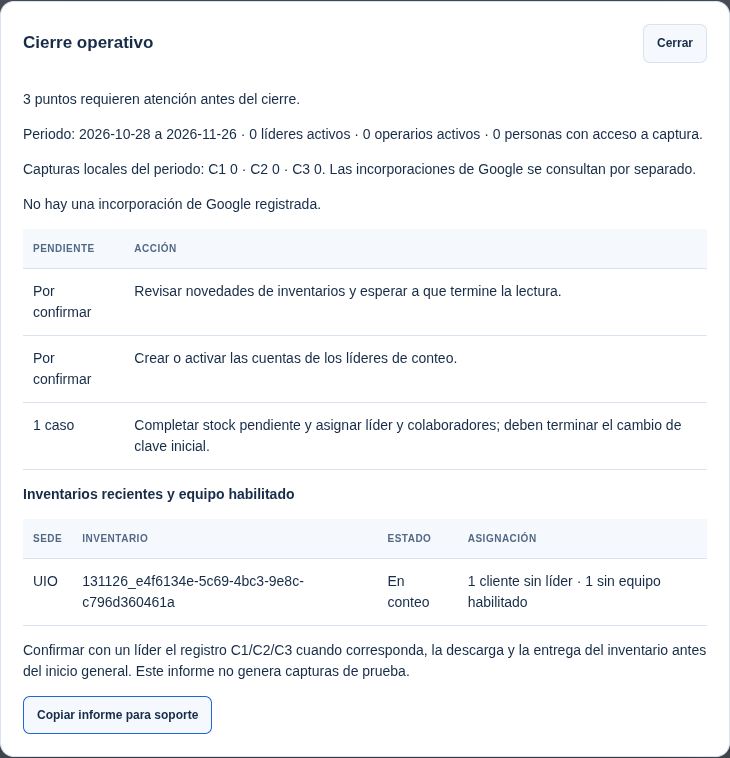 Cierre operativo
Cerrar
3 puntos requieren atención antes del cierre.
Periodo: 2026-10-28 a 2026-11-26 · 0 líderes activos · 0 operarios activos · 0 personas con acceso a captura.
Capturas locales del periodo: C1 0 · C2 0 · C3 0. Las incorporaciones de Google se consultan por separado.
No hay una incorporación de Google registrada.
PENDIENTE ACCIÓN
Por confirmar Revisar novedades de inventarios y esperar a que termine la lectura.
Por confirmar Crear o activar las cuentas de los líderes de conteo.
1 caso Completar stock pendiente y asignar líder y colaboradores; deben terminar el cambio de
clave inicial.
Inventarios recientes y equipo habilitado
SEDE INVENTARIO ESTADO ASIGNACIÓN
UIO 131126_e4f6134e-5c69-4bc3-9e8c- En 1 cliente sin líder · 1 sin equipo
c796d360461a conteo habilitado
Confirmar con un líder el registro C1/C2/C3 cuando corresponda, la descarga y la entrega del inventario antes
del inicio general. Este informe no genera capturas de prueba.
Copiar informe para soporte